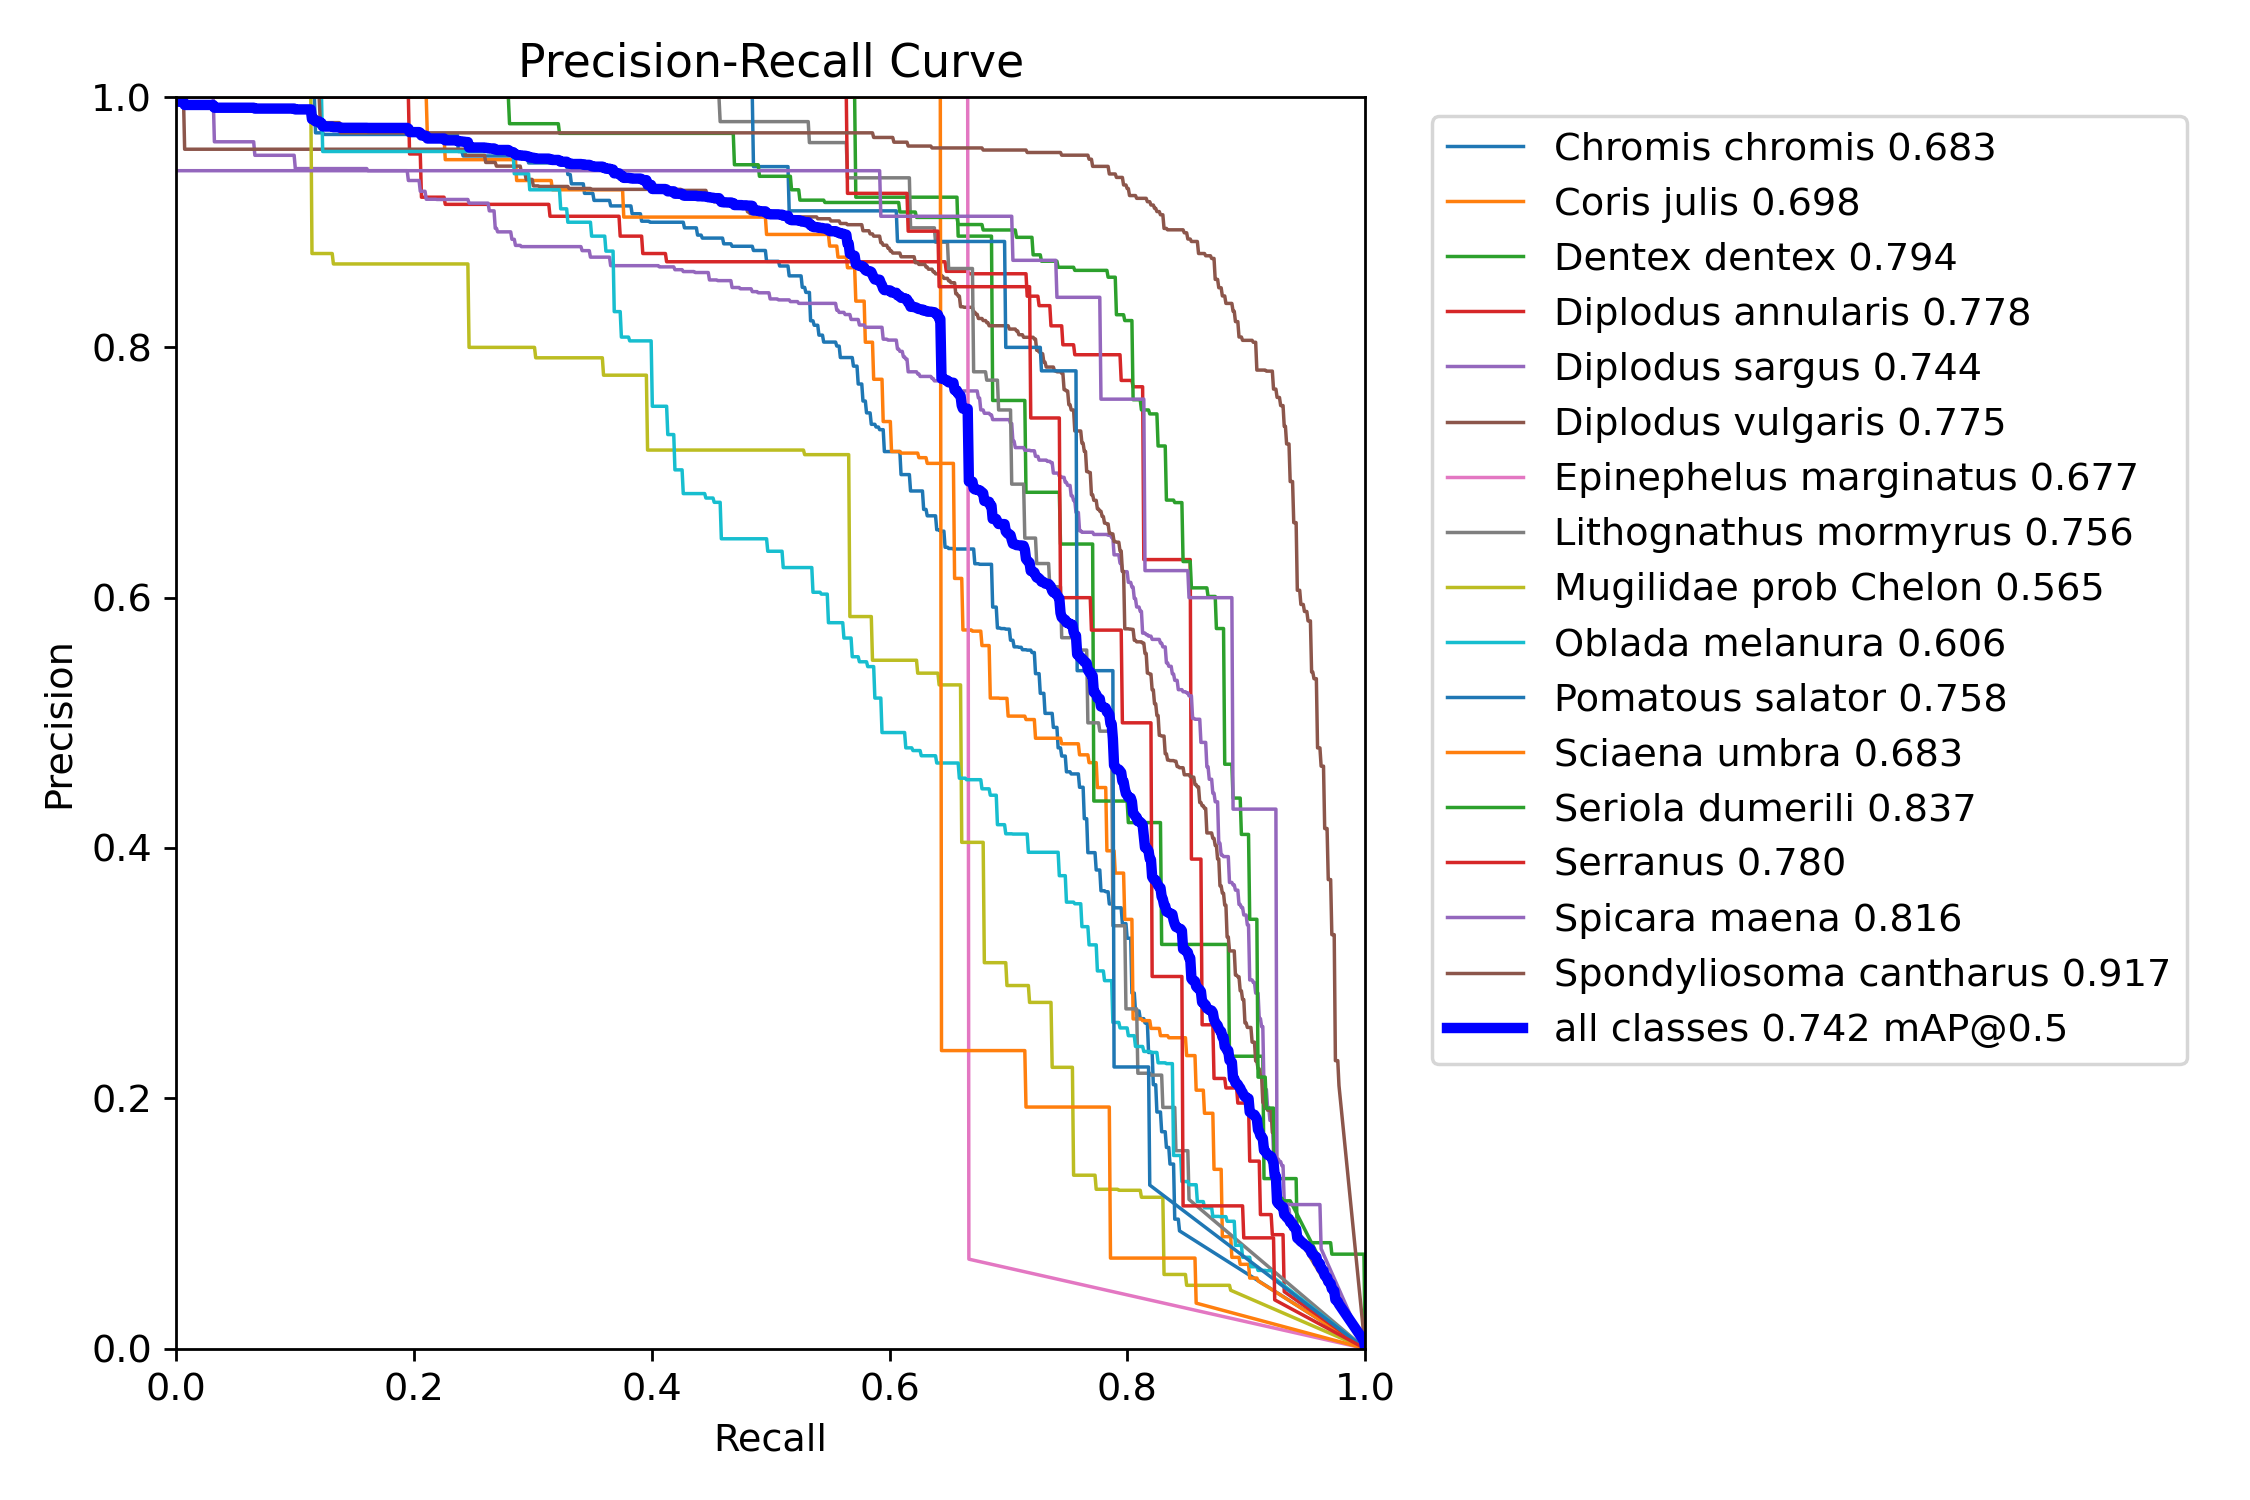 Precision-Recall Curve
1.0
0.8
0.6
0.4
0.2
0.0
Precision
0.0 0.2 0.4 0.6 0.8 1.0
Recall
Chromis chromis 0.683
Coris julis 0.698
Dentex dentex 0.794
Diplodus annularis 0.778
Diplodus sargus 0.744
Diplodus vulgaris 0.775
Epinephelus marginatus 0.677
Lithognathus mormyrus 0.756
Mugilidae prob Chelon 0.565
Oblada melanura 0.606
Pomatous salator 0.758
Sciaena umbra 0.683
Seriola dumerili 0.837
Serranus 0.780
Spicara maena 0.816
Spondyliosoma cantharus 0.917
all classes 0.742 mAP@0.5